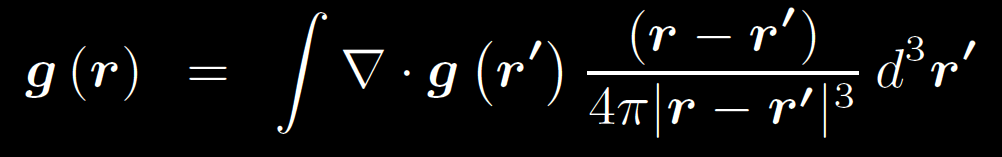 g (r) = ∫ ∇ · g (r′) (r − r′) / 4π|r − r′|³ d³r′